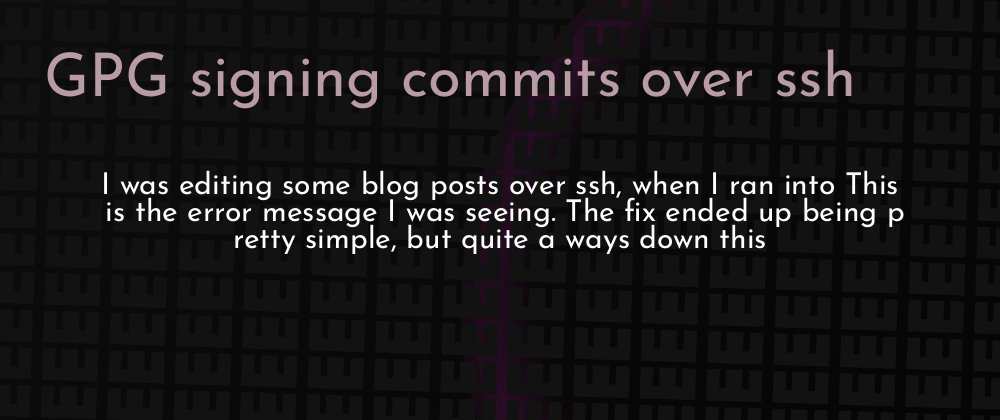 GPG signing commits over ssh
I was editing some blog posts over ssh, when I ran into This
is the error message I was seeing. The fix ended up being p
retty simple, but quite a ways down this